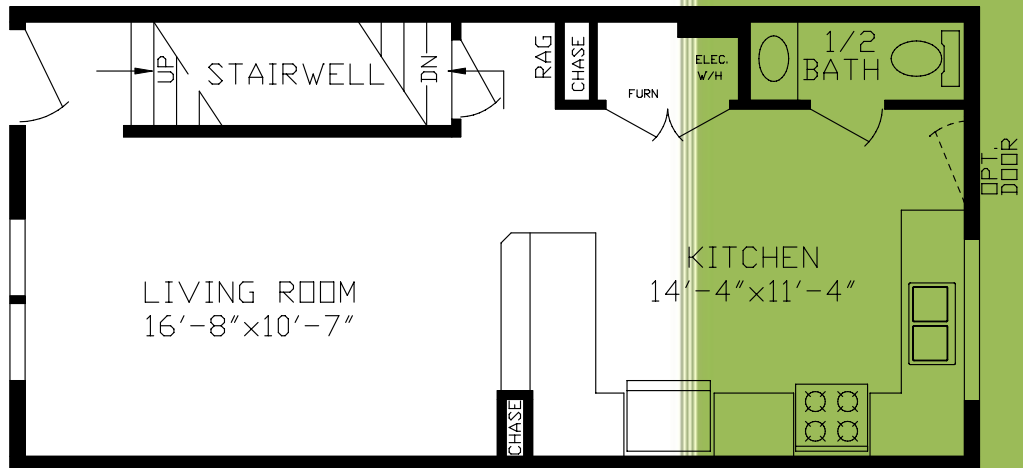 UP
STAIRWELL
DN
RAG
CHASE
FURN
ELEC.
W/H
1/2
BATH
OPT.
DOOR
LIVING ROOM
16'-8"x10'-7"
KITCHEN
14'-4"x11'-4"
CHASE